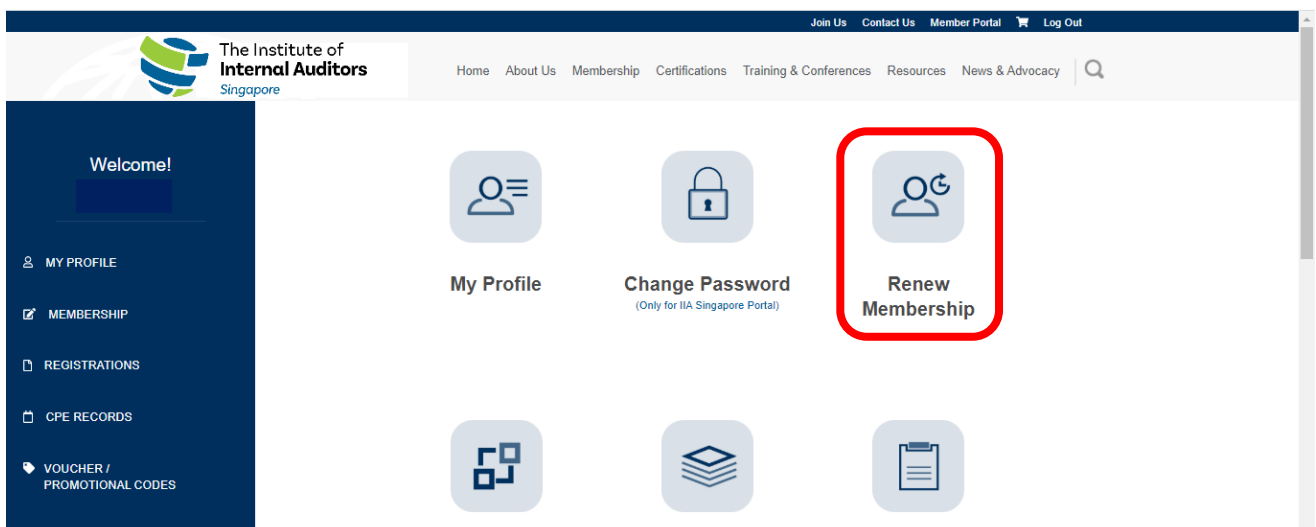 Join Us Contact Us Member Portal Log Out
The Institute of
Internal Auditors
Singapore
Home About Us Membership Certifications Training & Conferences Resources News & Advocacy
Welcome!
MY PROFILE
MEMBERSHIP
REGISTRATIONS
CPE RECORDS
VOUCHER /
PROMOTIONAL CODES
My Profile
Change Password
(Only for IIA Singapore Portal)
Renew
Membership